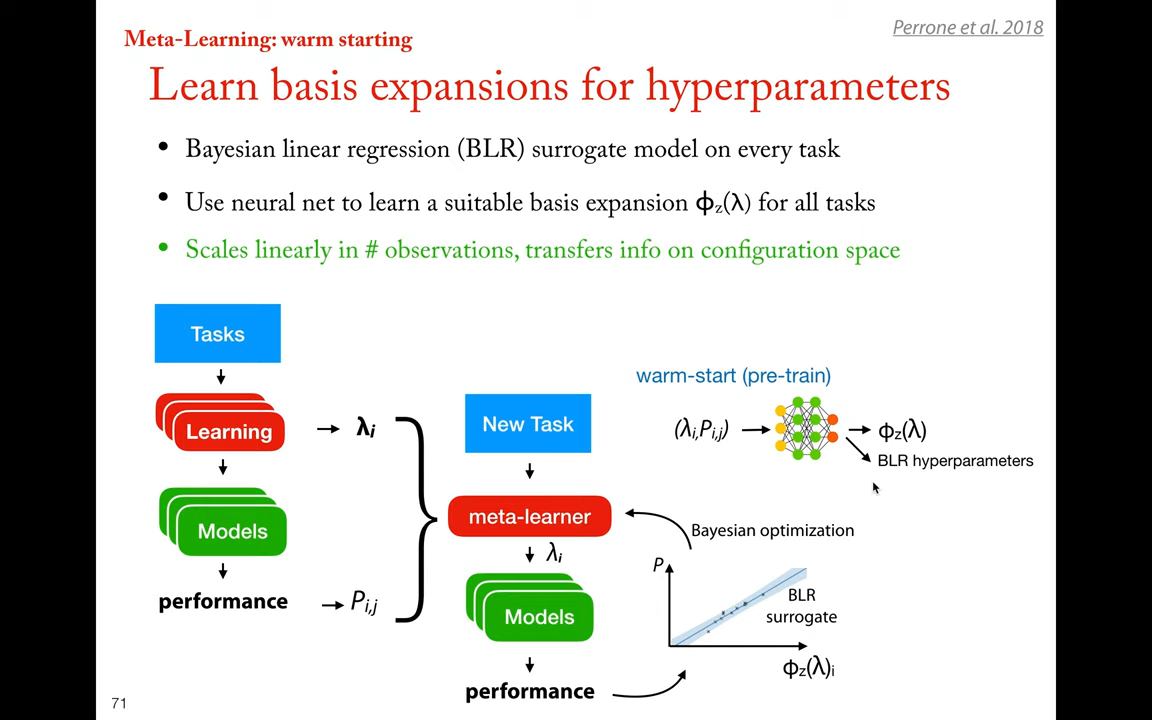 Perrone et al. 2018
Meta-Learning: warm starting
Learn basis expansions for hyperparameters
• Bayesian linear regression (BLR) surrogate model on every task
• Use neural net to learn a suitable basis expansion ϕz(λ) for all tasks
• Scales linearly in # observations, transfers info on configuration space
Tasks
Learning
λi
Models
performance
Pi,j
New Task
meta-learner
λi
Models
performance
warm-start (pre-train)
(λi,Pi,j)
ϕz(λ)
BLR hyperparameters
Bayesian optimization
P
BLR
surrogate
ϕz(λ)i
71